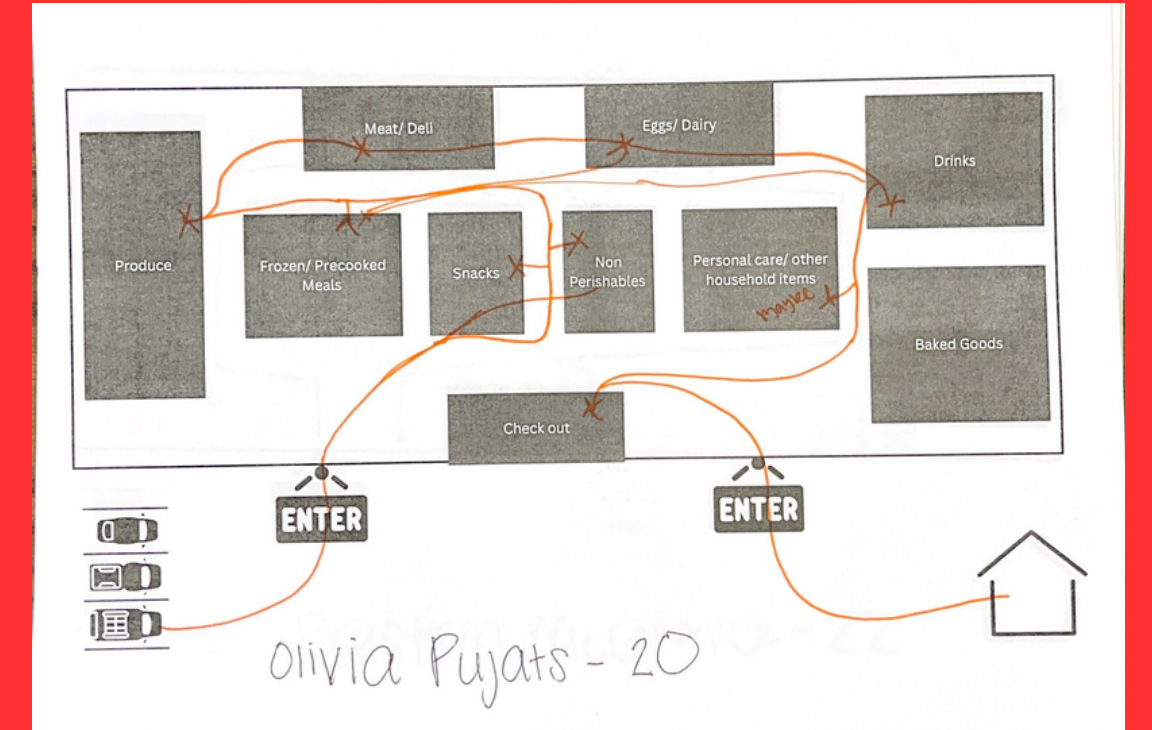 Meat/ Deli
Eggs/ Dairy
Drinks
Produce
Frozen/ Precooked
Meals
Snacks
Non
Perishables
Personal care/ other
household items
maybe
Baked Goods
Check out
ENTER
ENTER
Olivia Pujats - 20